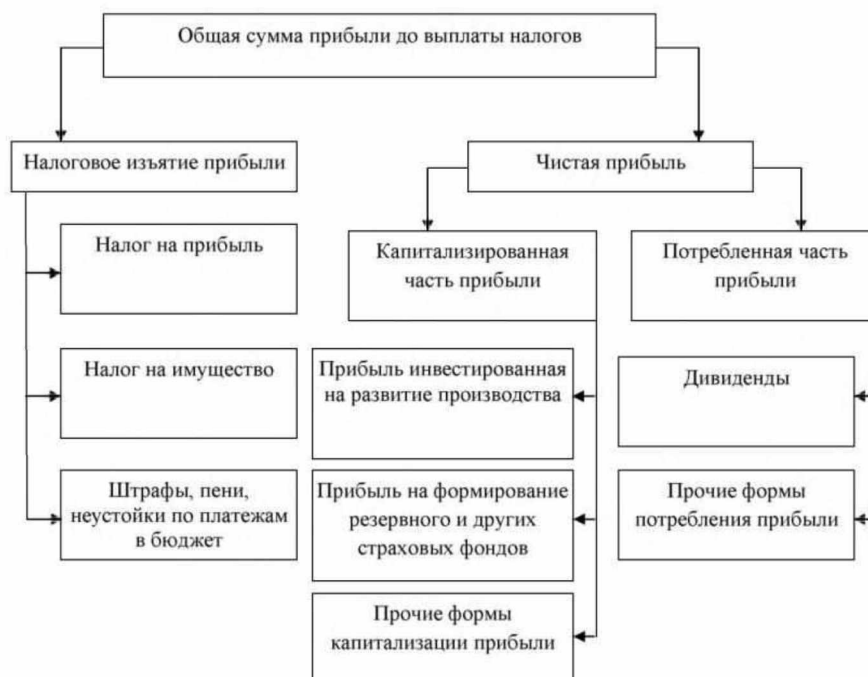 Общая сумма прибыли до выплаты налогов
Налоговое изъятие прибыли
Чистая прибыль
Налог на прибыль
Капитализированная
часть прибыли
Потребленная часть
прибыли
Налог на имущество
Прибыль инвестированная
на развитие производства
Дивиденды
Штрафы, пени,
неустойки по платежам
в бюджет
Прибыль на формирование
резервного и других
страховых фондов
Прочие формы
потребления прибыли
Прочие формы
капитализации прибыли